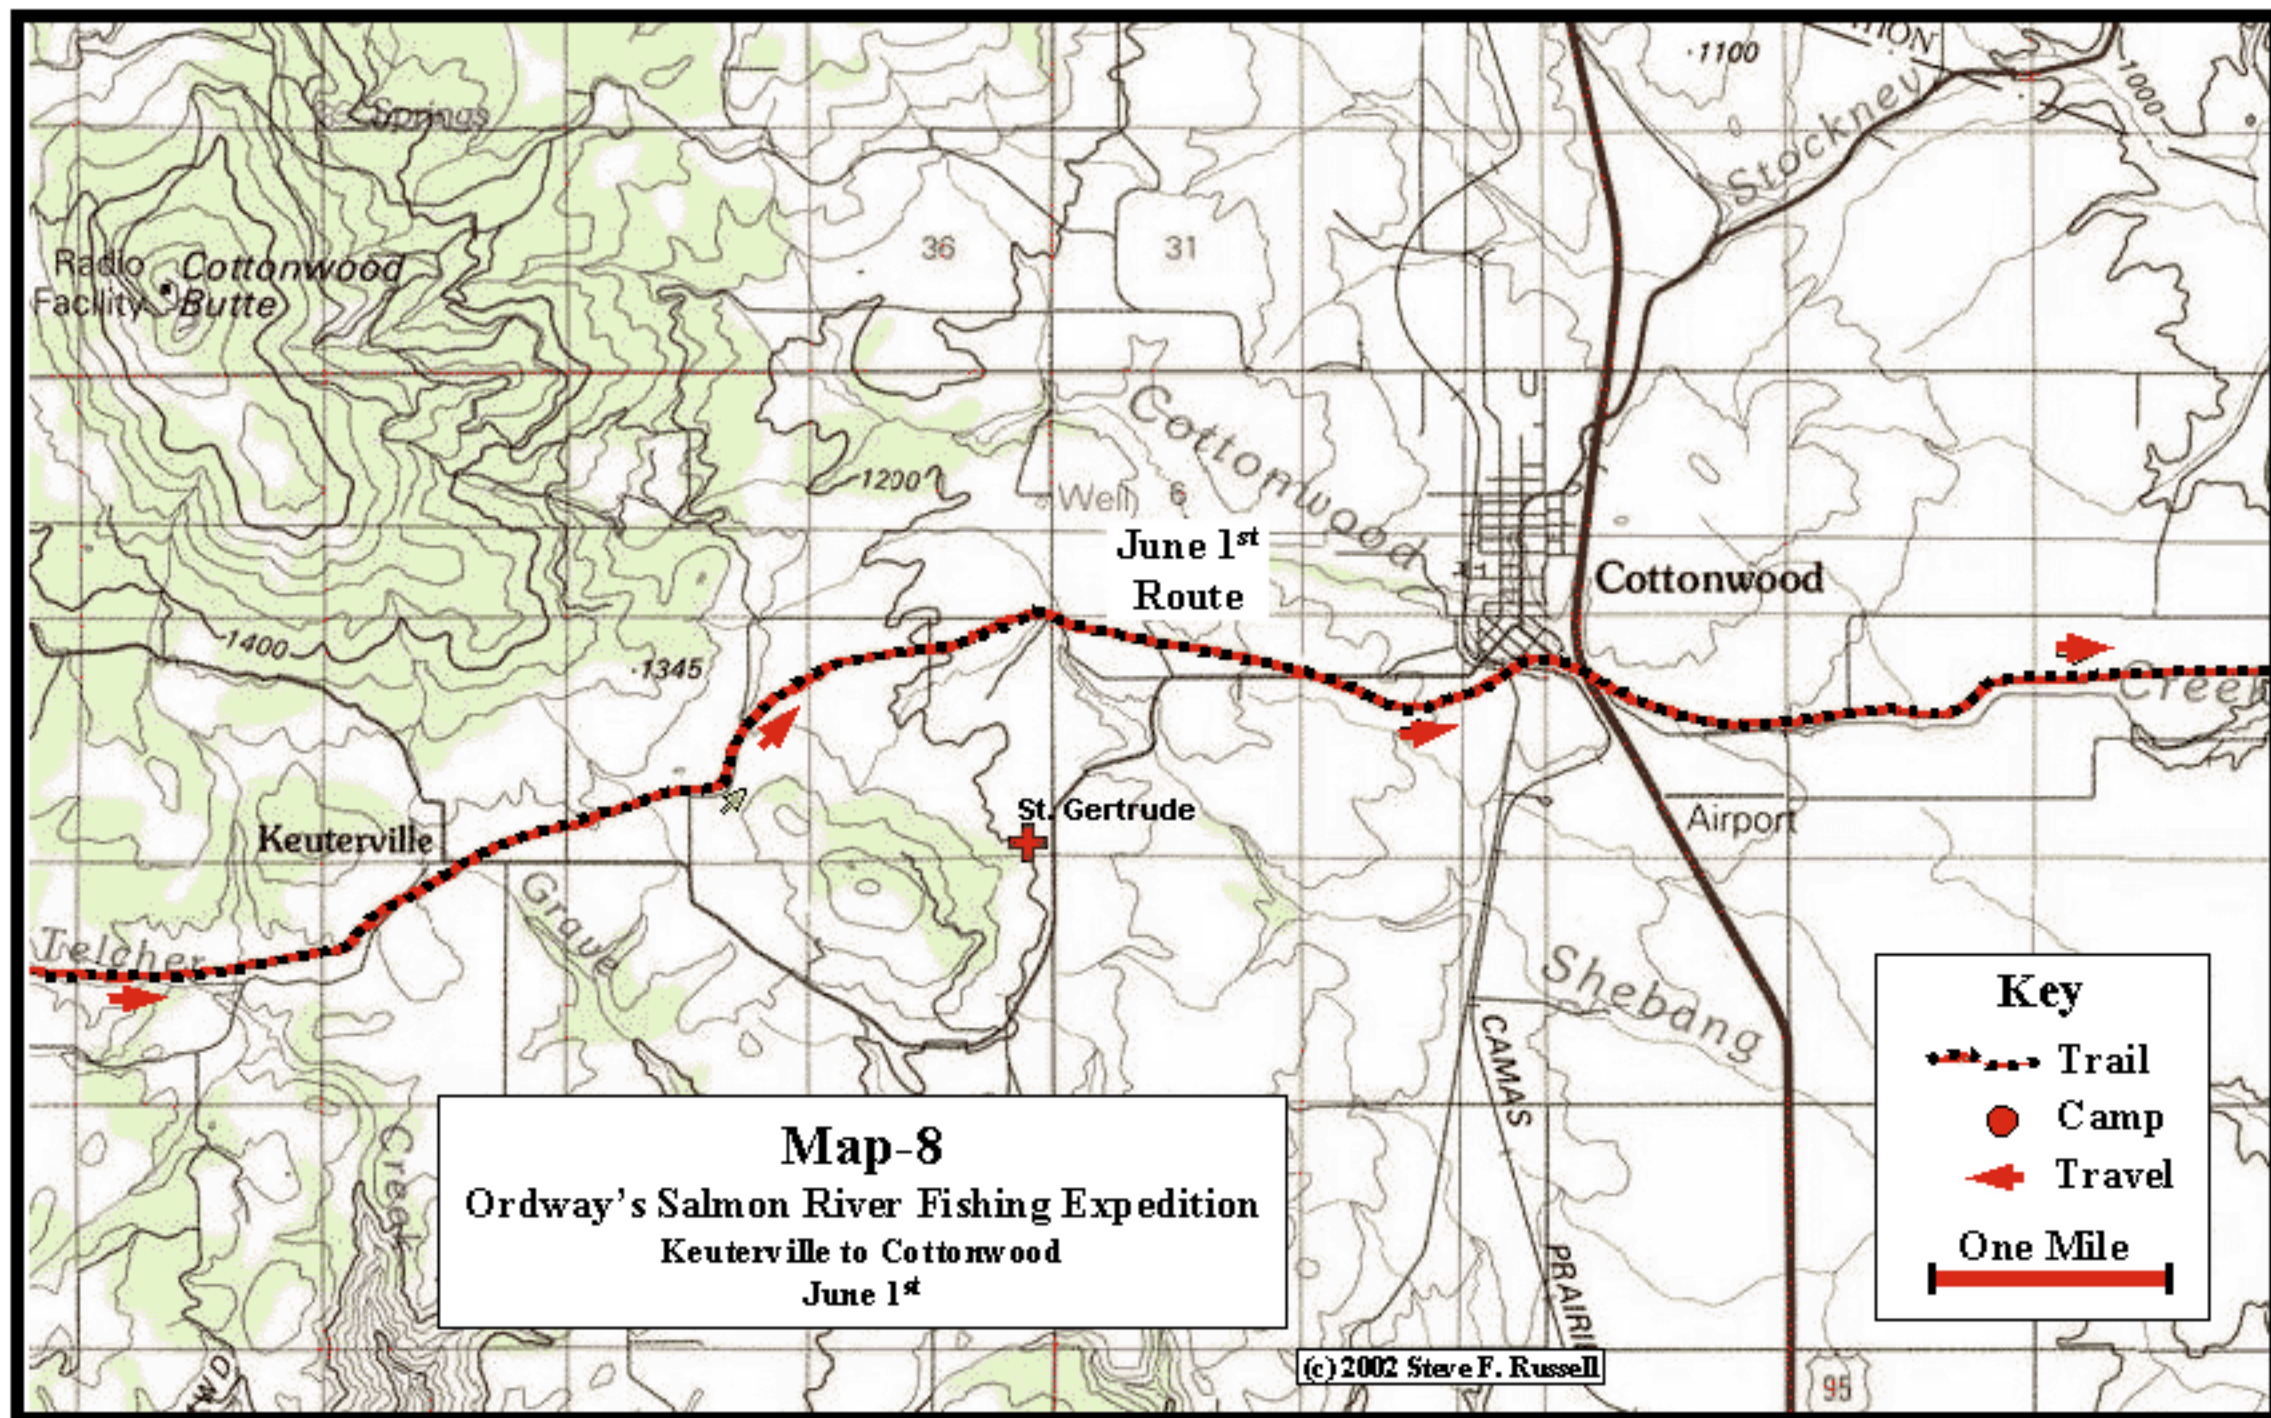 ·1100
1000
Stockney
Springs
36
31
Radio
Facility
Cottonwood
Butte
Cottonwood
1200
Well
6
June 1st
Route
Cottonwood
1400
·1345
Creek
St. Gertrude
Airport
Keuterville
Grave
Telcher
Shebang
Creek
CAMAS
PRAIRI
Key
Trail
Camp
Travel
One Mile
Map-8
Ordway's Salmon River Fishing Expedition
Keuterville to Cottonwood
June 1st
(c) 2002 Steve F. Russell
95